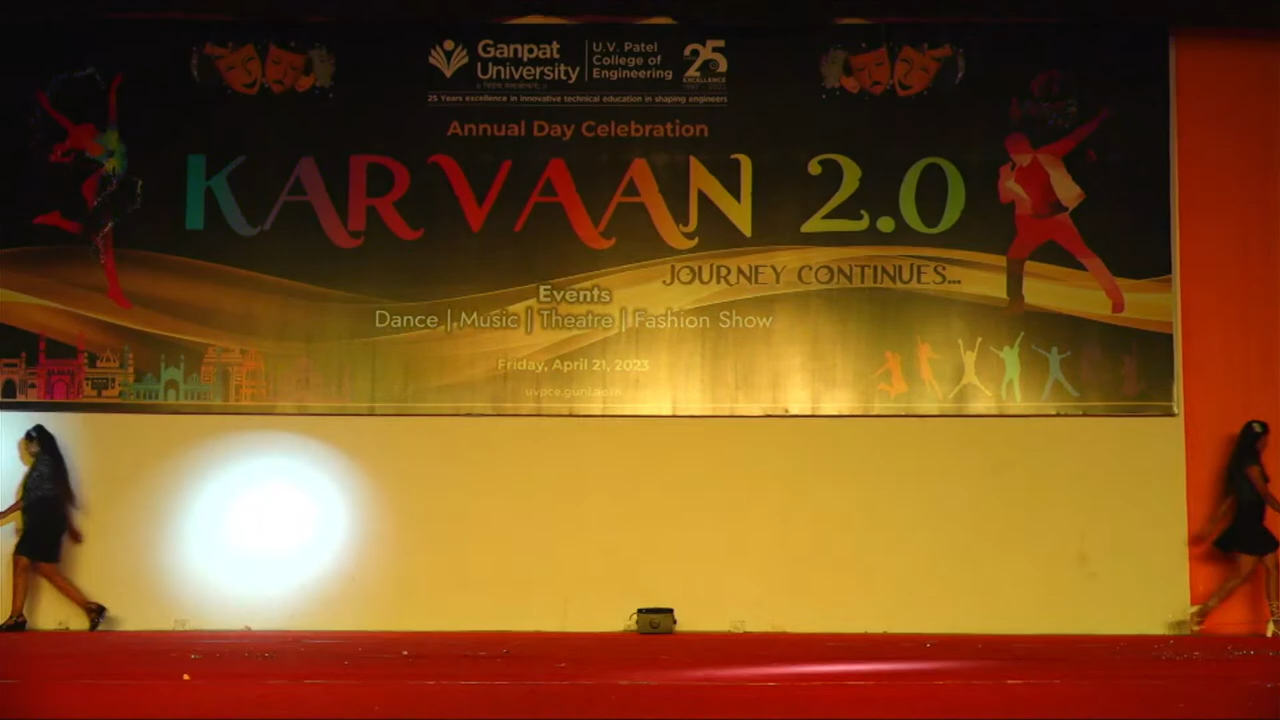 Ganpat
University
U.V. Patel
College of
Engineering
25
EXCELLENCE
25 Years excellence in innovative technical education in shaping engineers
Annual Day Celebration
KARVAAN 2.0
JOURNEY CONTINUES...
Events
Dance | Music | Theatre | Fashion Show
Friday, April 21, 2023
uvpce.guni.ac.in